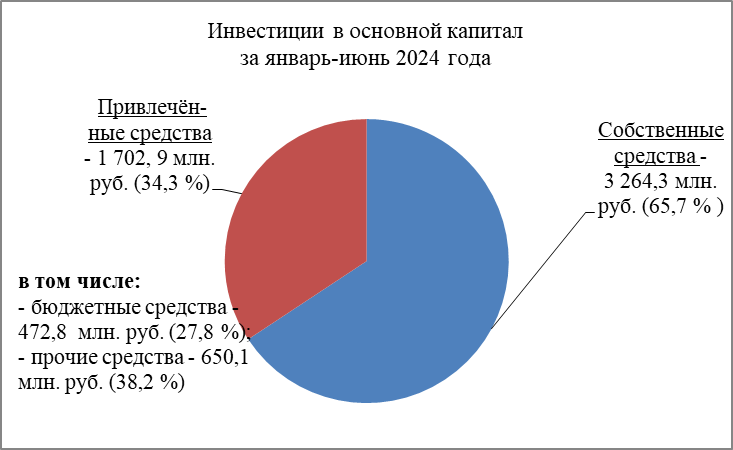 Инвестиции в основной капитал
за январь-июнь 2024 года
Привлечён-
ные средства
- 1 702, 9 млн.
руб. (34,3 %)
Собственные
средства -
3 264,3 млн.
руб. (65,7 % )
в том числе:
- бюджетные средства -
472,8 млн. руб. (27,8 %);
- прочие средства - 650,1
млн. руб. (38,2 %)